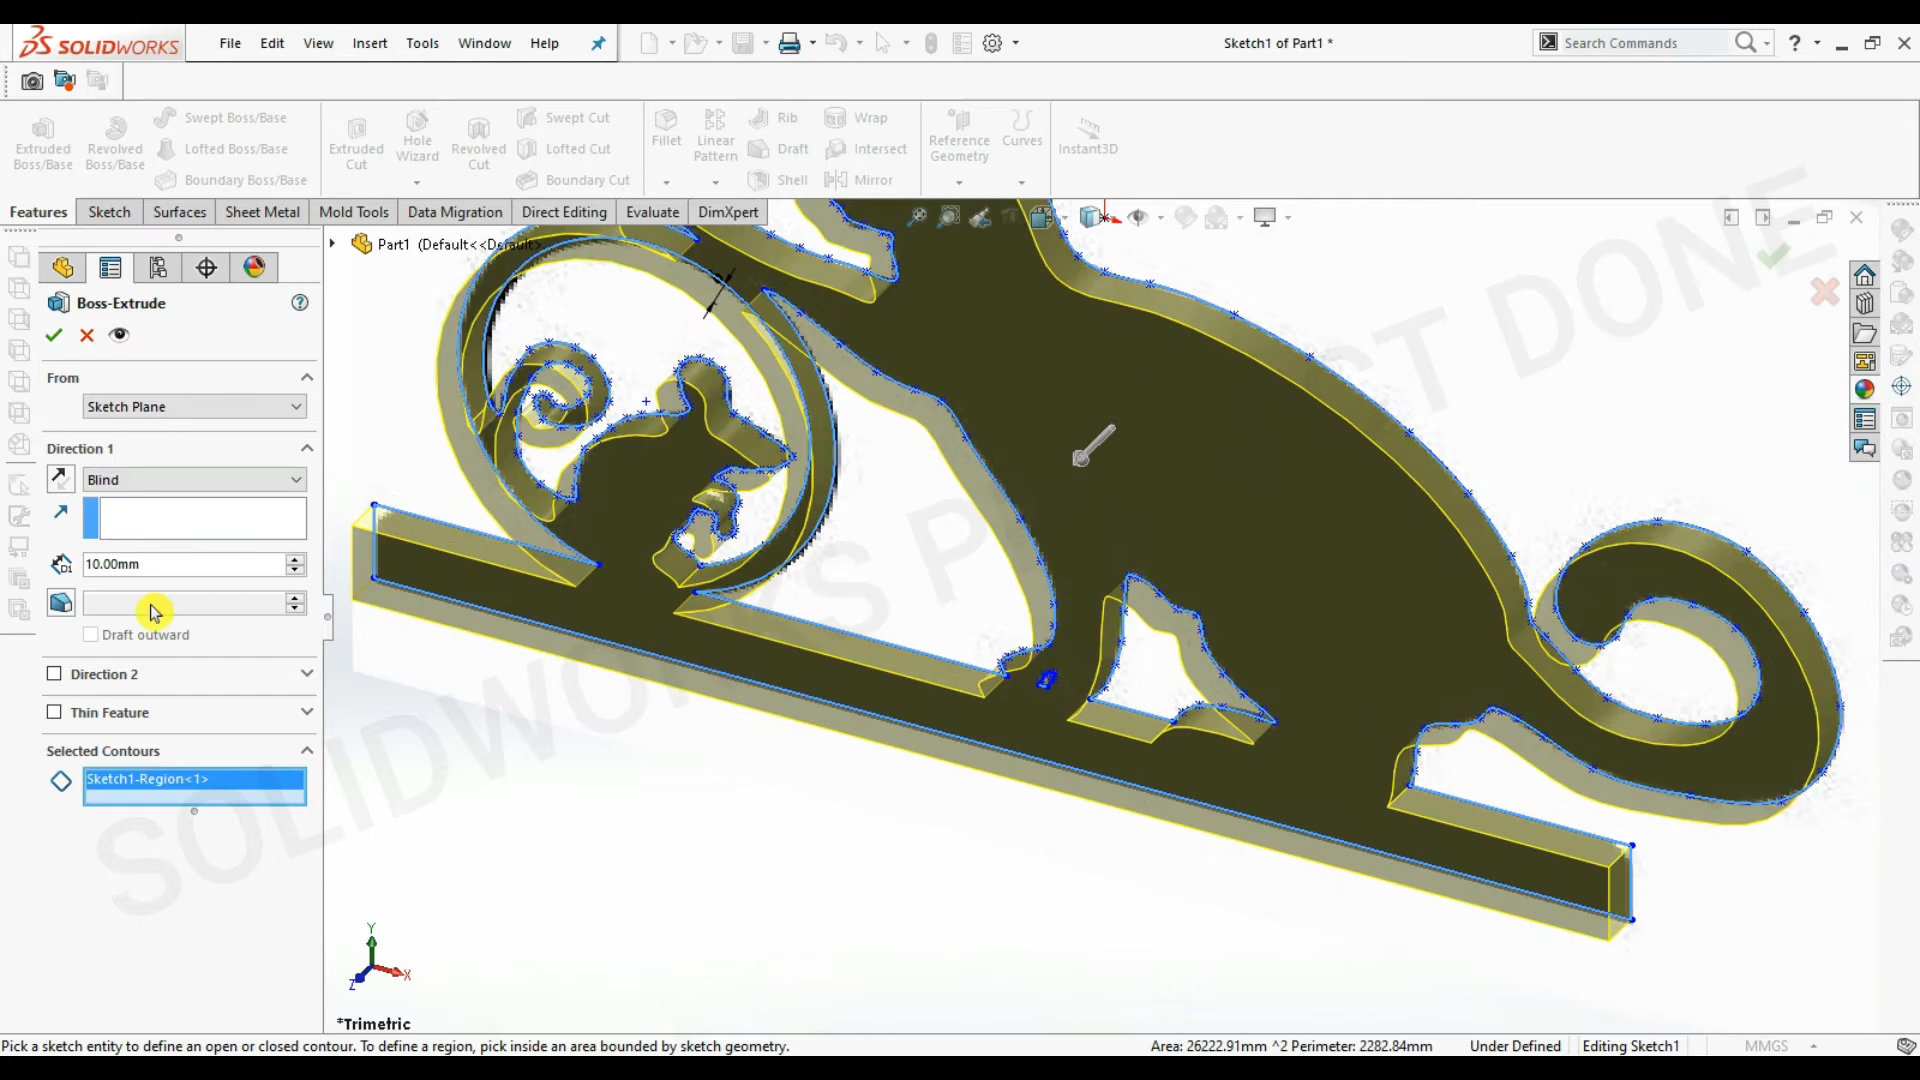 SOLIDWORKS
File Edit View Insert Tools Window Help
Sketch1 of Part1 *
Search Commands
?
Extruded Boss/Base
Revolved Boss/Base
Swept Boss/Base
Lofted Boss/Base
Boundary Boss/Base
Extruded Cut
Hole Wizard
Revolved Cut
Swept Cut
Lofted Cut
Boundary Cut
Fillet
Linear Pattern
Rib
Draft
Shell
Wrap
Intersect
Mirror
Reference Geometry
Curves
Instant3D
Features Sketch Surfaces Sheet Metal Mold Tools Data Migration Direct Editing Evaluate DimXpert
Part1 (Default<<Default>
Boss-Extrude
From
Sketch Plane
Direction 1
Blind
D1
10.00mm
Draft outward
Direction 2
Thin Feature
Selected Contours
Sketch1-Region<1>
Y
X
Z
*Trimetric
Pick a sketch entity to define an open or closed contour. To define a region, pick inside an area bounded by sketch geometry.
Area: 26222.91mm ^2 Perimeter: 2282.84mm Under Defined Editing Sketch1 MMGS